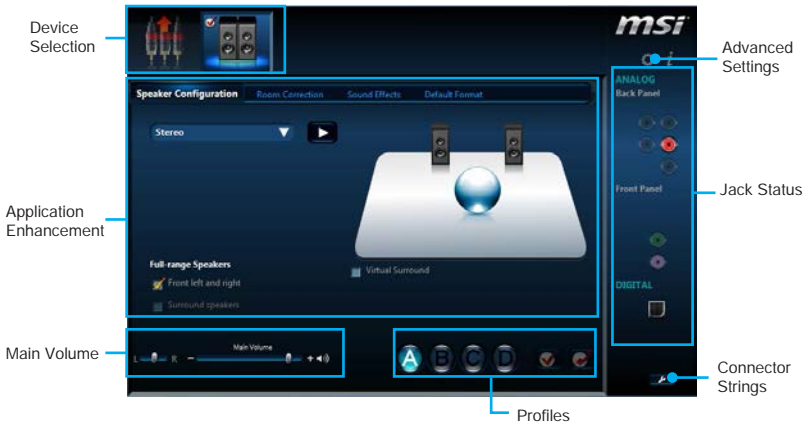 Device
Selection
msi
i
Advanced
Settings
ANALOG
Back Panel
Speaker Configuration
Room Correction
Sound Effects
Default Format
Stereo
Front Panel
Jack Status
Application
Enhancement
Full-range Speakers
Front left and right
Surround speakers
Virtual Surround
DIGITAL
Main Volume
L
R
-
Main Volume
+
A
B
C
D
Connector
Strings
Profiles